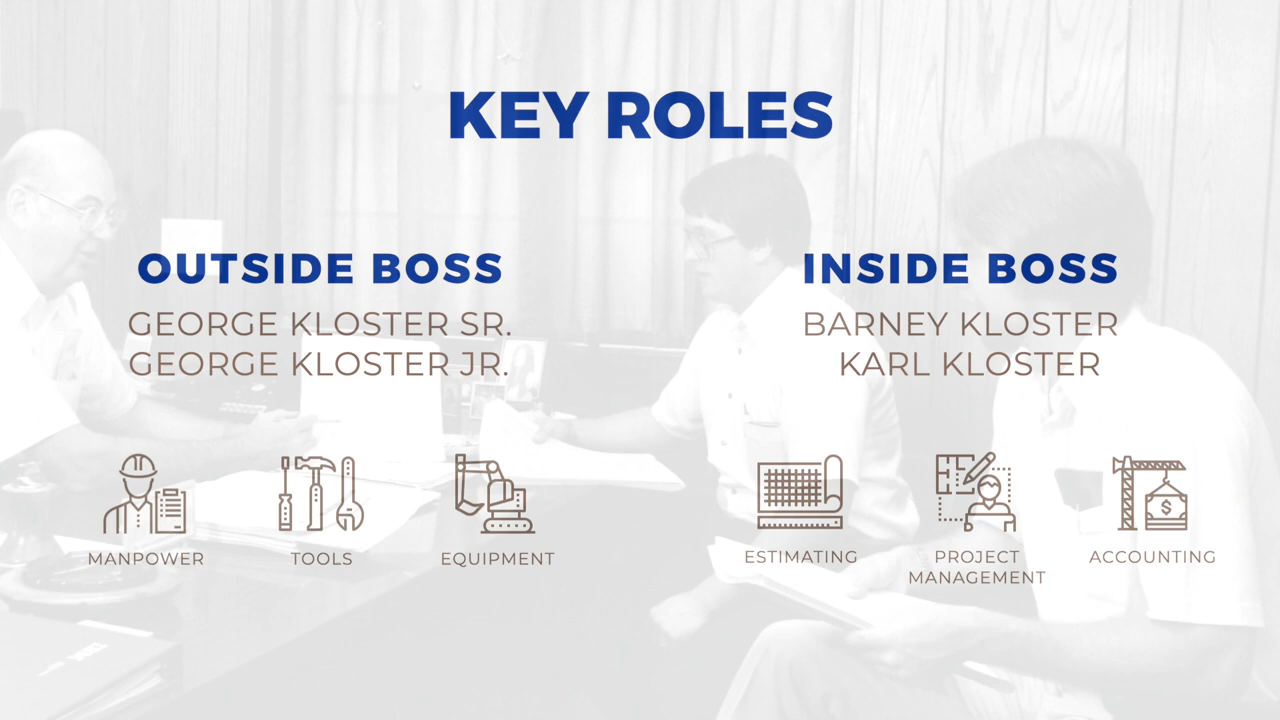 KEY ROLES
OUTSIDE BOSS
GEORGE KLOSTER SR.
GEORGE KLOSTER JR.
MANPOWER
TOOLS
EQUIPMENT
INSIDE BOSS
BARNEY KLOSTER
KARL KLOSTER
ESTIMATING
PROJECT
MANAGEMENT
ACCOUNTING
$